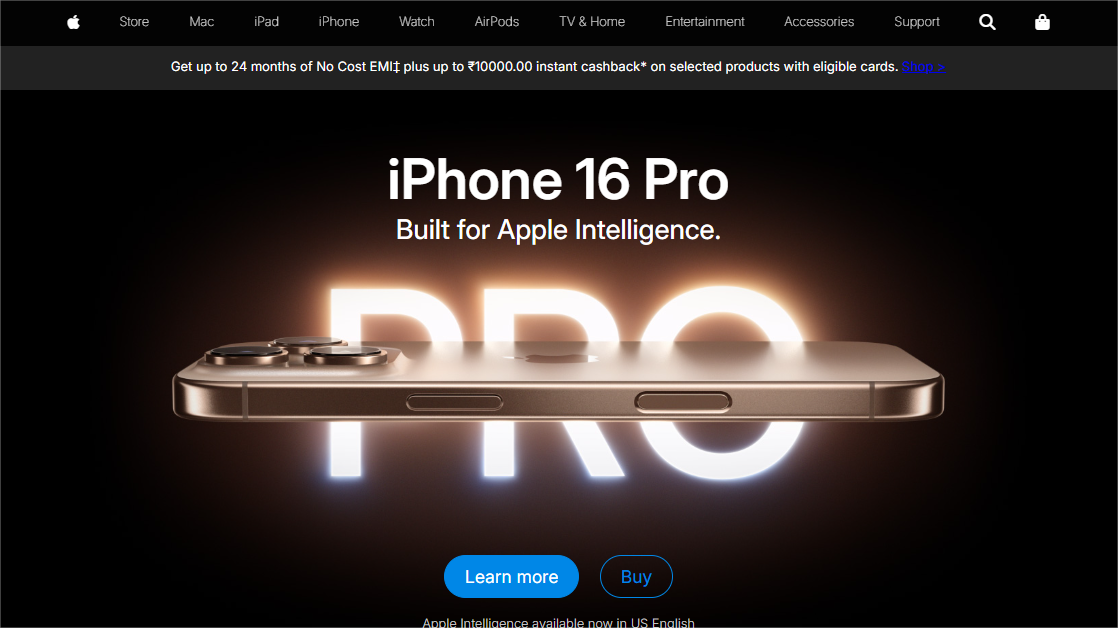 Store Mac iPad iPhone Watch AirPods TV & Home Entertainment Accessories Support
Get up to 24 months of No Cost EMI‡ plus up to ₹10000.00 instant cashback* on selected products with eligible cards. Shop >
iPhone 16 Pro
Built for Apple Intelligence.
PRO
Learn more Buy
Apple Intelligence available now in US English